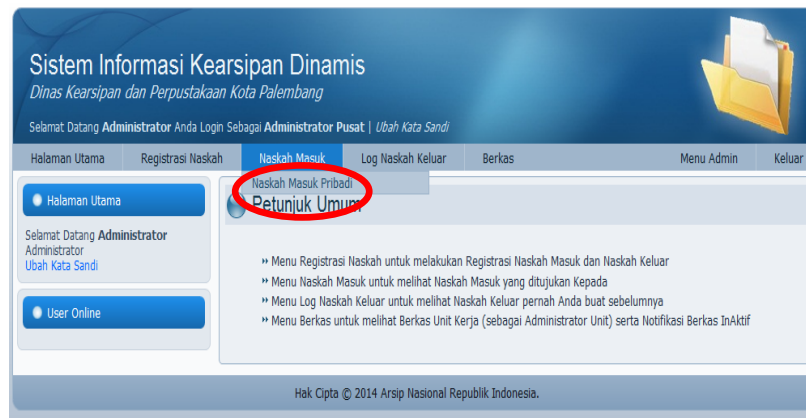 Sistem Informasi Kearsipan Dinamis
Dinas Kearsipan dan Perpustakaan Kota Palembang
Selamat Datang Administrator Anda Login Sebagai Administrator Pusat | Ubah Kata Sandi
Halaman Utama Registrasi Naskah Naskah Masuk Log Naskah Keluar Berkas Menu Admin Keluar
Naskah Masuk Pribadi
Halaman Utama
Selamat Datang Administrator
Administrator
Ubah Kata Sandi
User Online
Petunjuk Umum
» Menu Registrasi Naskah untuk melakukan Registrasi Naskah Masuk dan Naskah Keluar
» Menu Naskah Masuk untuk melihat Naskah Masuk yang ditujukan Kepada
» Menu Log Naskah Keluar untuk melihat Naskah Keluar pernah Anda buat sebelumnya
» Menu Berkas untuk melihat Berkas Unit Kerja (sebagai Administrator Unit) serta Notifikasi Berkas InAktif
Hak Cipta © 2014 Arsip Nasional Republik Indonesia.